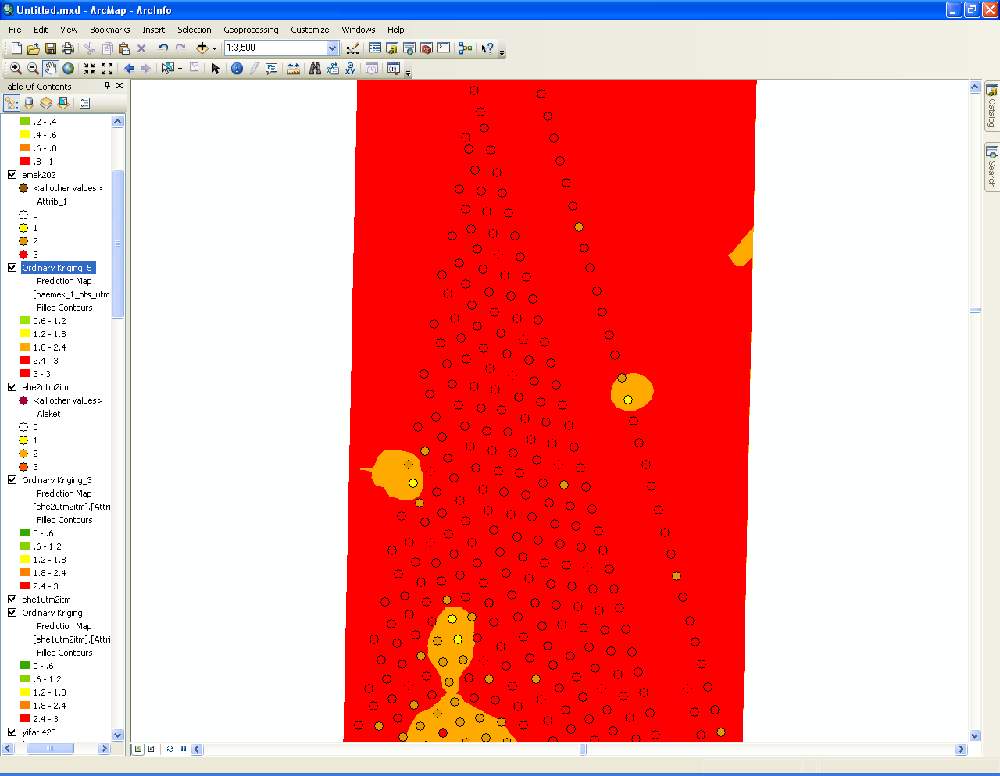 Untitled.mxd - ArcMap - ArcInfo
File Edit View Bookmarks Insert Selection Geoprocessing Customize Windows Help
1:3,500
Table Of Contents
.2 - .4
.4 - .6
.6 - .8
.8 - 1
emek202
<all other values>
Attrib_1
0
1
2
3
Ordinary Kriging_5
Prediction Map
[haemek_1_pts_utm
Filled Contours
0.6 - 1.2
1.2 - 1.8
1.8 - 2.4
2.4 - 3
3 - 3
ehe2utm2itm
<all other values>
Aleket
0
1
2
3
Ordinary Kriging_3
Prediction Map
[ehe2utm2itm].[Attri
Filled Contours
0 - .6
.6 - 1.2
1.2 - 1.8
1.8 - 2.4
2.4 - 3
ehe1utm2itm
Ordinary Kriging
Prediction Map
[ehe1utm2itm].[Attri
Filled Contours
0 - .6
.6 - 1.2
1.2 - 1.8
1.8 - 2.4
2.4 - 3
yifat 420
Catalog
Search